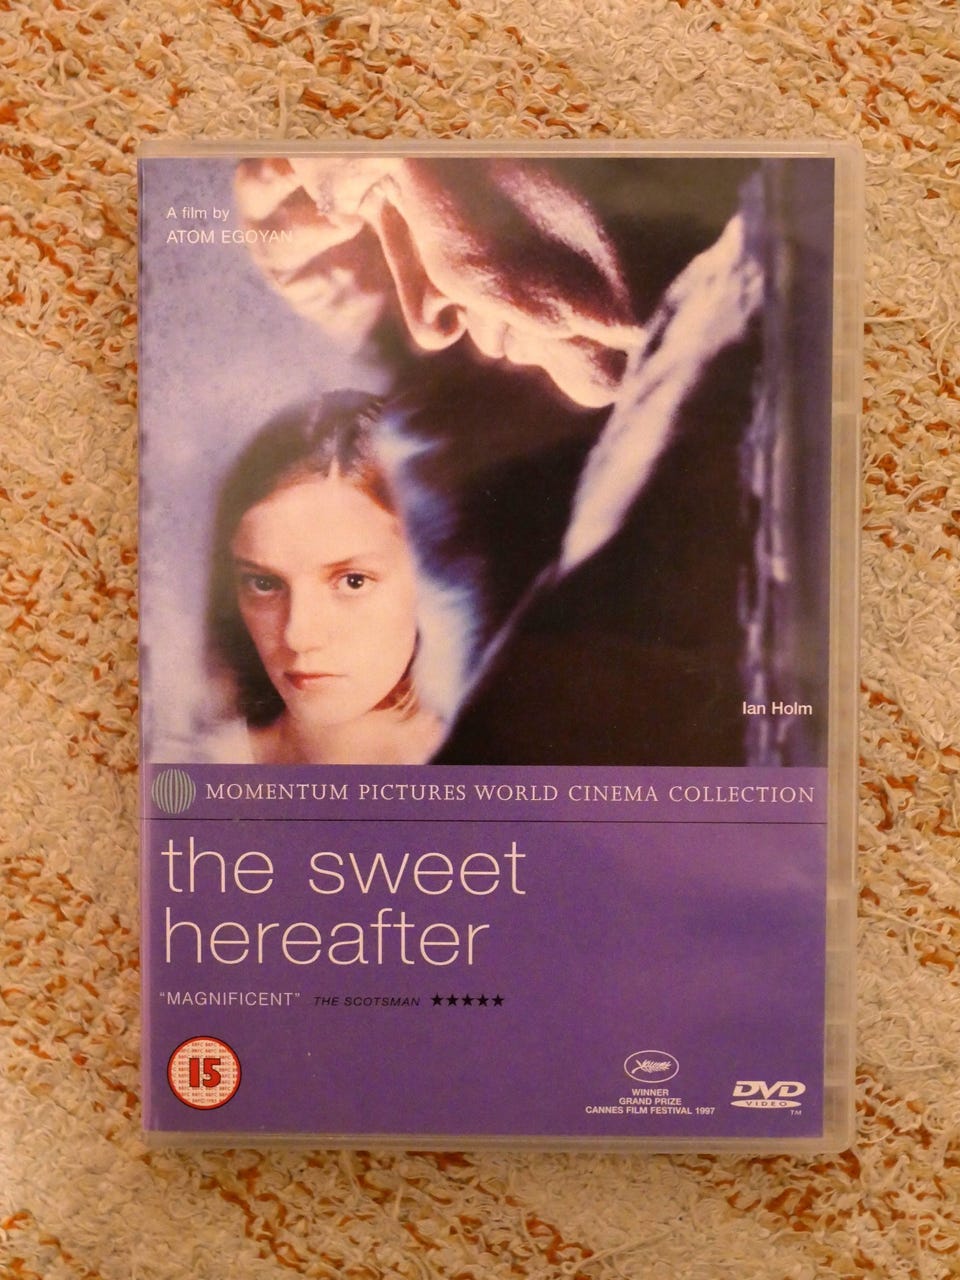 A film by
ATOM EGOYAN
Ian Holm
MOMENTUM PICTURES WORLD CINEMA COLLECTION
the sweet
hereafter
“MAGNIFICENT” THE SCOTSMAN ★★★★★
15
WINNER
GRAND PRIZE
CANNES FILM FESTIVAL 1997
DVD
VIDEO
TM